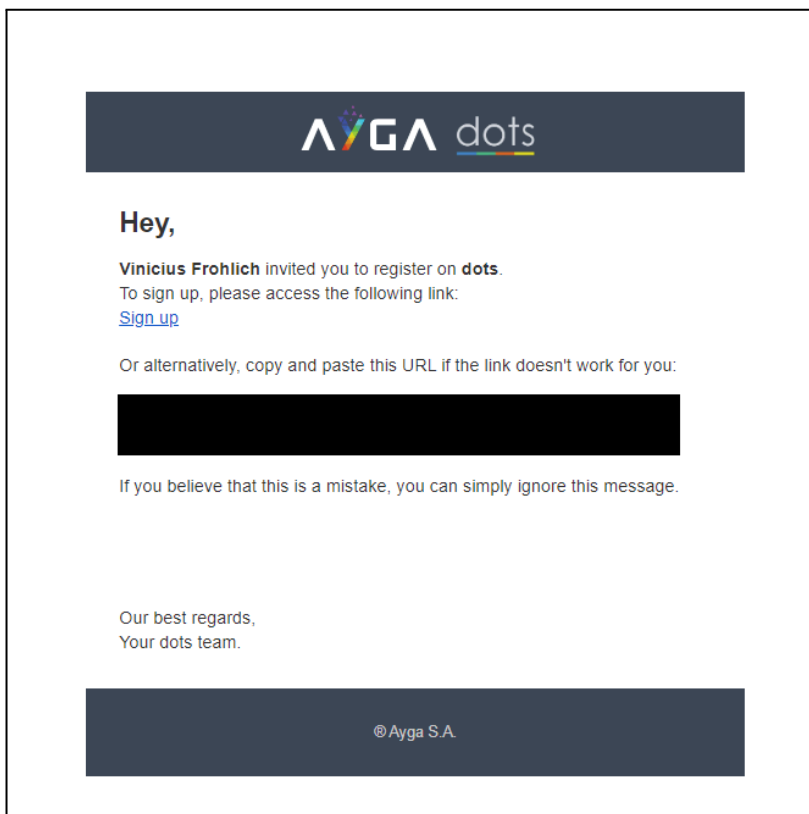 AYGA dots
Hey,
Vinicius Frohlich invited you to register on dots.
To sign up, please access the following link:
Sign up
Or alternatively, copy and paste this URL if the link doesn't work for you:
If you believe that this is a mistake, you can simply ignore this message.
Our best regards,
Your dots team.
® Ayga S.A.